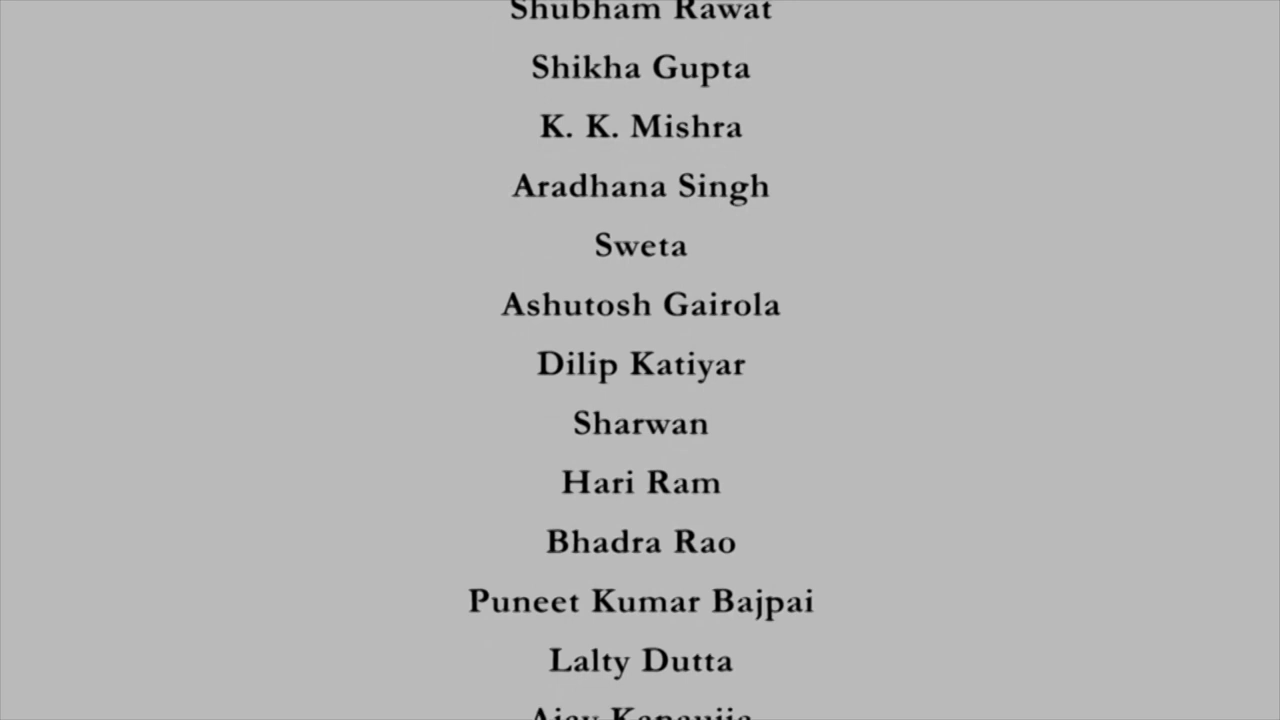 Shubham Rawat
Shikha Gupta
K. K. Mishra
Aradhana Singh
Sweta
Ashutosh Gairola
Dilip Katiyar
Sharwan
Hari Ram
Bhadra Rao
Puneet Kumar Bajpai
Lalty Dutta
Ajay